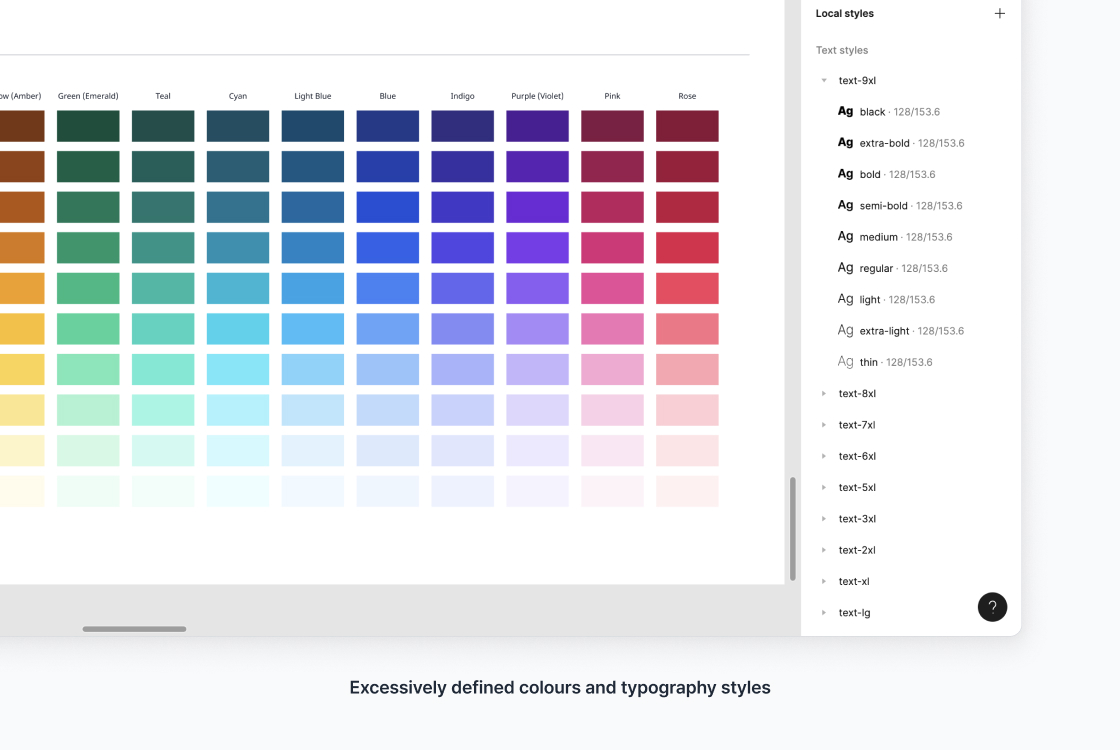 Local styles
Text styles
ow (Amber) Green (Emerald) Teal Cyan Light Blue Blue Indigo Purple (Violet) Pink Rose
text-9xl
Ag black · 128/153.6
Ag extra-bold · 128/153.6
Ag bold · 128/153.6
Ag semi-bold · 128/153.6
Ag medium · 128/153.6
Ag regular · 128/153.6
Ag light · 128/153.6
Ag extra-light · 128/153.6
Ag thin · 128/153.6
text-8xl
text-7xl
text-6xl
text-5xl
text-3xl
text-2xl
text-xl
text-lg
?
Excessively defined colours and typography styles